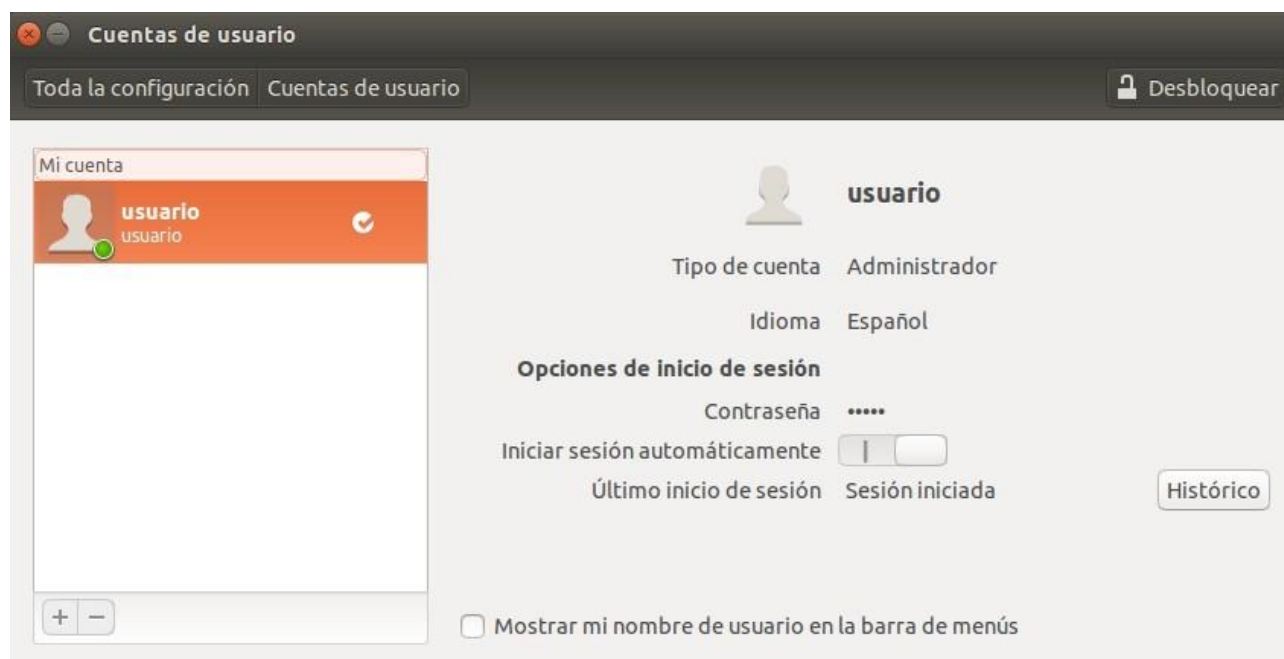 Cuentas de usuario
Toda la configuración Cuentas de usuario Desbloquear
Mi cuenta
usuario
usuario
usuario
Tipo de cuenta Administrador
Idioma Español
Opciones de inicio de sesión
Contraseña •••••
Iniciar sesión automáticamente
Último inicio de sesión Sesión iniciada Histórico
+ −
Mostrar mi nombre de usuario en la barra de menús